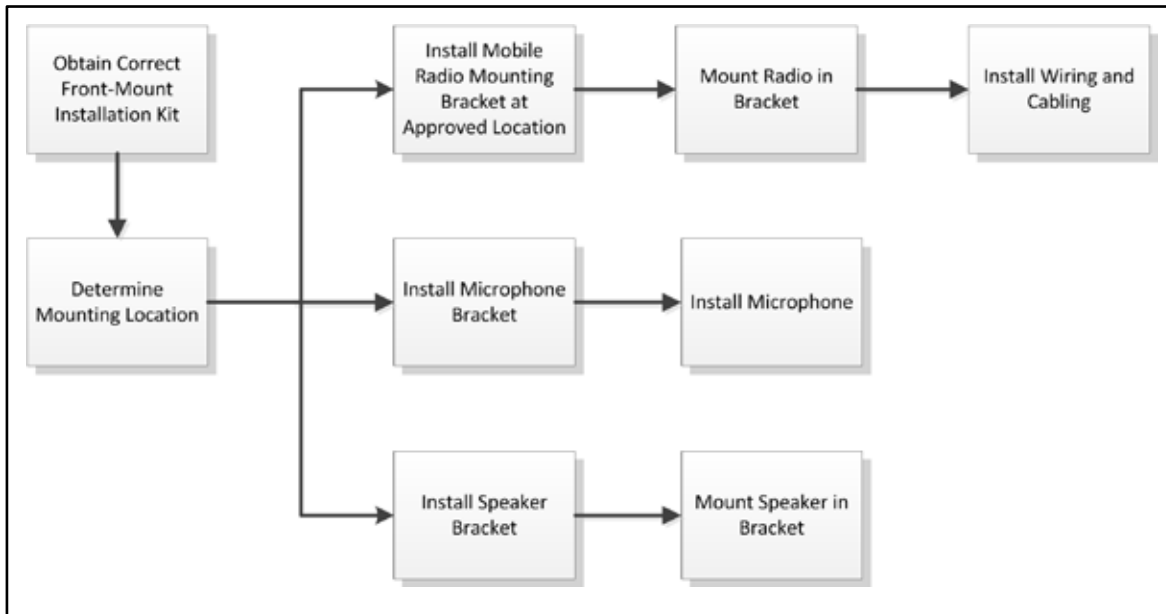 Obtain Correct
Front-Mount
Installation Kit
Install Mobile
Radio Mounting
Bracket at
Approved Location
Mount Radio in
Bracket
Install Wiring and
Cabling
Determine
Mounting Location
Install Microphone
Bracket
Install Microphone
Install Speaker
Bracket
Mount Speaker in
Bracket